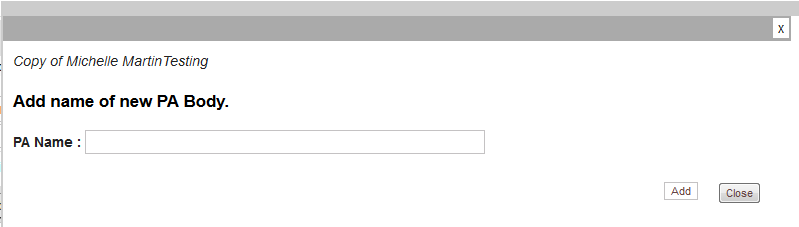 x
Copy of Michelle MartinTesting
Add name of new PA Body.
PA Name :
Add Close